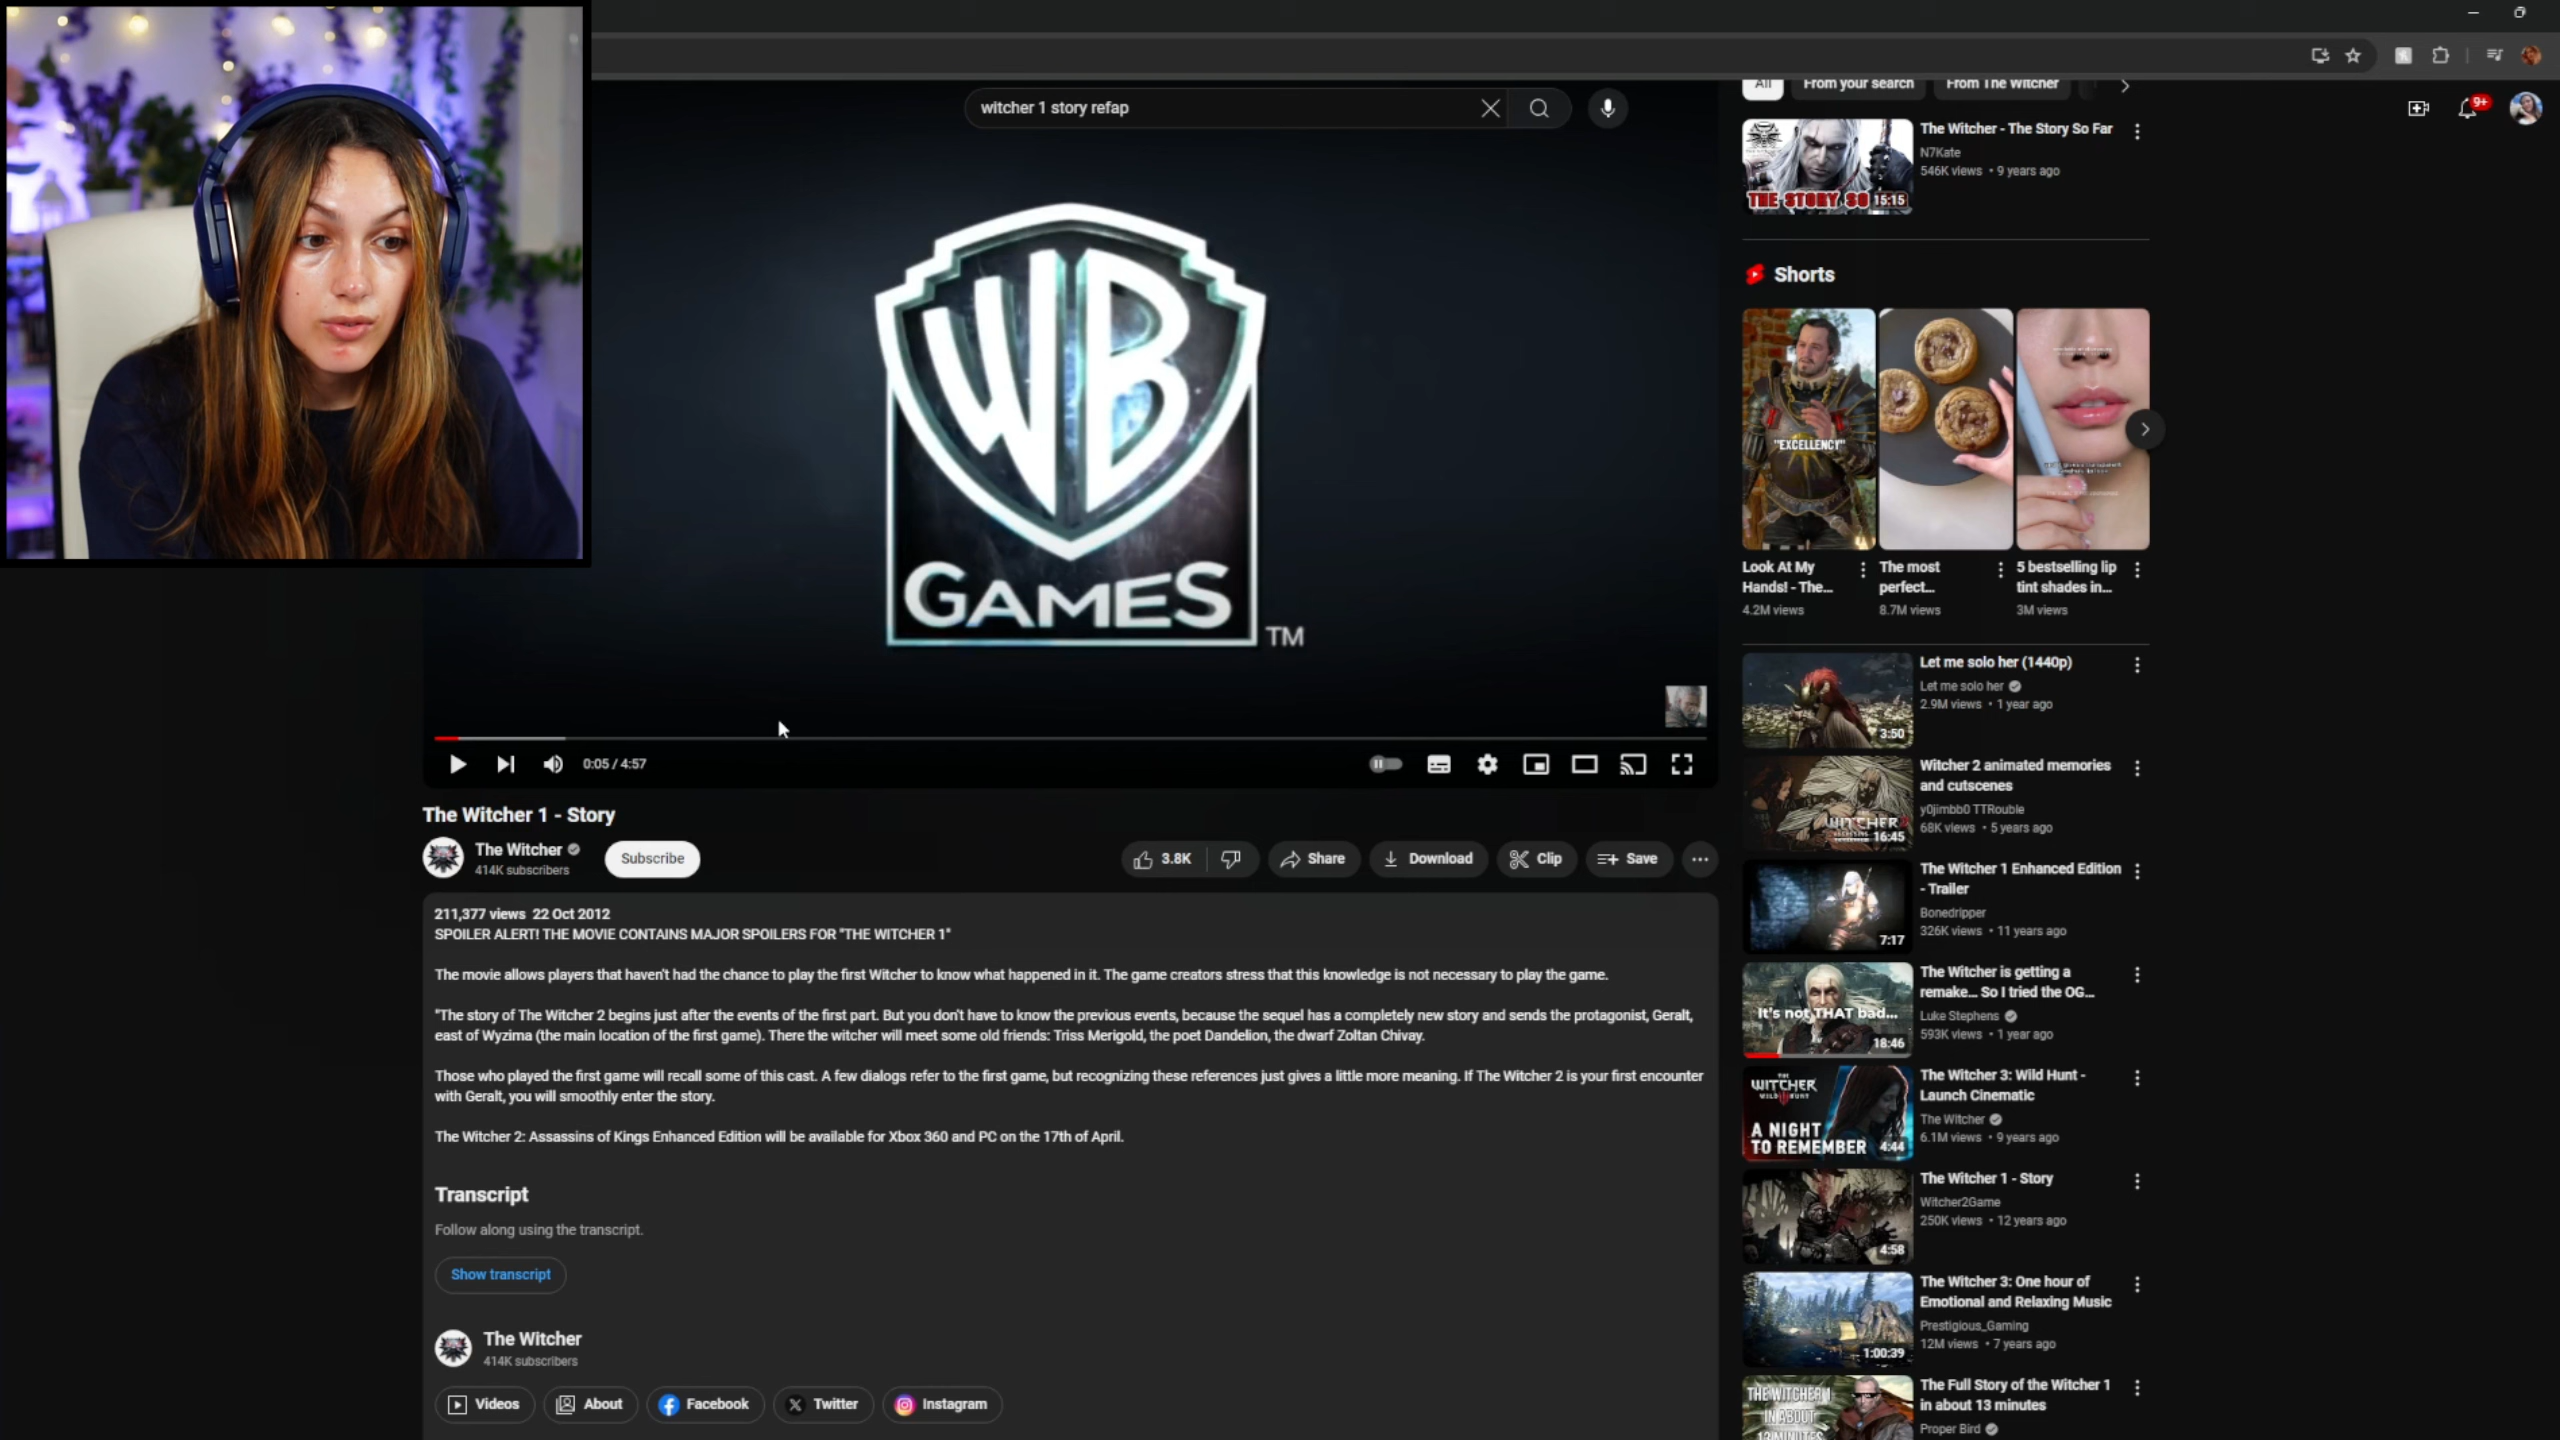 witcher 1 story refap
WB
GAMES
TM
0:05 / 4:57
The Witcher 1 - Story
The Witcher
414K subscribers
Subscribe
3.8K
Share
Download
Clip
Save
211,377 views 22 Oct 2012
SPOILER ALERT! THE MOVIE CONTAINS MAJOR SPOILERS FOR "THE WITCHER 1"
The movie allows players that haven't had the chance to play the first Witcher to know what happened in it. The game creators stress that this knowledge is not necessary to play the game.
"The story of The Witcher 2 begins just after the events of the first part. But you don't have to know the previous events, because the sequel has a completely new story and sends the protagonist, Geralt,
east of Wyzima (the main location of the first game). There the witcher will meet some old friends: Triss Merigold, the poet Dandelion, the dwarf Zoltan Chivay.
Those who played the first game will recall some of this cast. A few dialogs refer to the first game, but recognizing these references just gives a little more meaning. If The Witcher 2 is your first encounter
with Geralt, you will smoothly enter the story.
The Witcher 2: Assassins of Kings Enhanced Edition will be available for Xbox 360 and PC on the 17th of April.
Transcript
Follow along using the transcript.
Show transcript
The Witcher
414K subscribers
Videos
About
Facebook
Twitter
Instagram
9+
All
From your search
From The Witcher
THE STORY SO
15:15
The Witcher - The Story So Far
N7Kate
546K views • 9 years ago
Shorts
"EXCELLENCY"
Look At My
Hands! - The...
4.2M views
The most
perfect...
8.7M views
5 bestselling lip
tint shades in...
3M views
3:50
Let me solo her (1440p)
Let me solo her
2.9M views • 1 year ago
WITCHER
16:45
Witcher 2 animated memories
and cutscenes
y0jimbb0 TTRouble
68K views • 5 years ago
7:17
The Witcher 1 Enhanced Edition
- Trailer
Bonedripper
326K views • 11 years ago
It's not THAT bad...
18:46
The Witcher is getting a
remake... So I tried the OG...
Luke Stephens
593K views • 1 year ago
THE
WITCHER
WILD HUNT
A NIGHT
TO REMEMBER
4:44
The Witcher 3: Wild Hunt -
Launch Cinematic
The Witcher
6.1M views • 9 years ago
4:58
The Witcher 1 - Story
Witcher2Game
250K views • 12 years ago
1:00:39
The Witcher 3: One hour of
Emotional and Relaxing Music
Prestigious_Gaming
12M views • 7 years ago
THE WITCHER 1
IN ABOUT
13 MINUTES
The Full Story of the Witcher 1
in about 13 minutes
Proper Bird